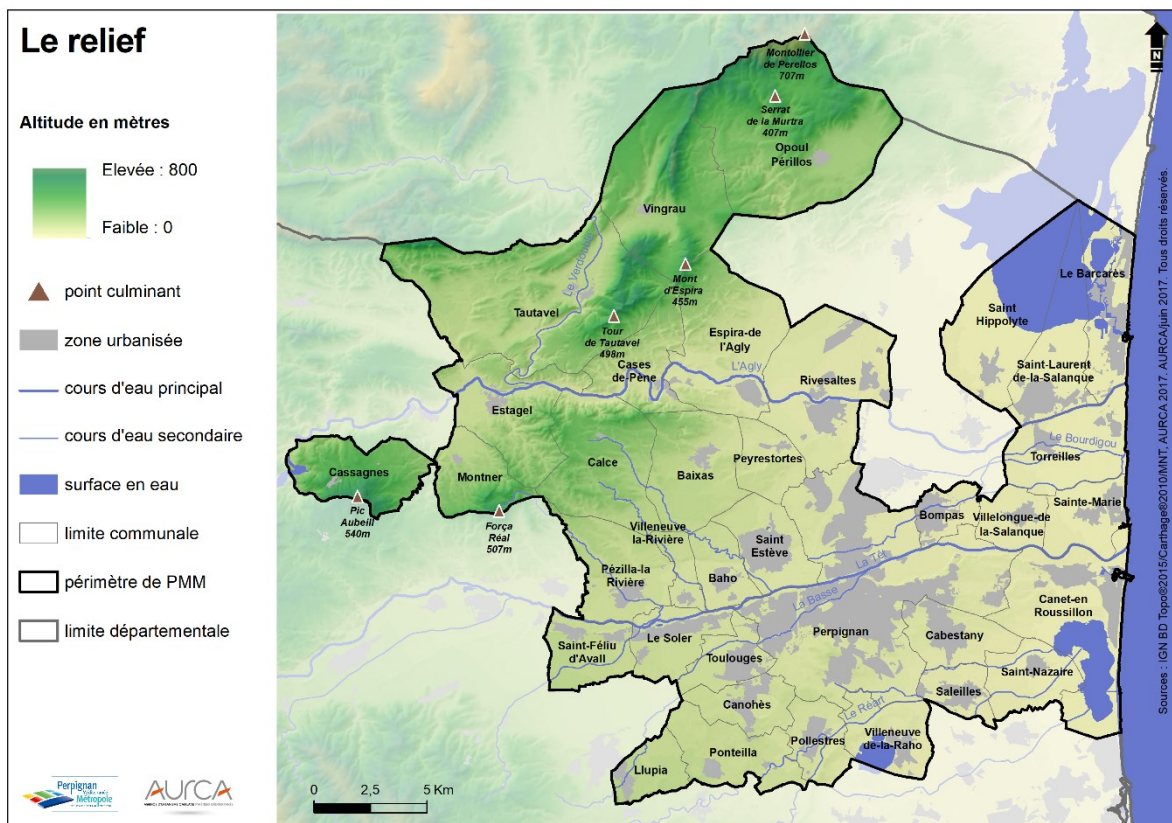 Le relief
Altitude en mètres
Elevée : 800
Faible : 0
point culminant
zone urbanisée
cours d'eau principal
cours d'eau secondaire
surface en eau
limite communale
périmètre de PMM
limite départementale
Perpignan
Méditerranée
Métropole
AURCA
0 2,5 5 Km
N
Montollier
de Perellos
707m
Serrat
de la Murtra
407m
Opoul
Périllos
Vingrau
Le Verdouble
Mont
d'Espira
455m
Tautavel
Tour
de Tautavel
498m
Espira-de
l'Agly
Cases
de-Pène
L'Agly
Rivesaltes
Estagel
Le Barcarès
Saint
Hippolyte
Saint-Laurent
de-la-Salanque
Le Bourdigou
Torreilles
Cassagnes
Pic
Aubeill
540m
Montner
Força
Réal
507m
Calce
Baixas
Peyrestortes
Villeneuve
la-Rivière
Saint
Estève
Bompas
Villelongue-de
la-Salanque
Sainte-Marie
Pézilla-la
Rivière
Baho
La Têt
La Basse
Canet-en
Roussillon
Saint-Féliu
d'Avall
Le Soler
Perpignan
Cabestany
Toulouges
Saint-Nazaire
Saleilles
Canohès
Le Réart
Pollestres
Villeneuve
de-la-Raho
Ponteilla
Llupia
Sources : IGN BD Topo®2015/Carthage®2010/MNT, AURCA 2017. AURCA/juin 2017. Tous droits réservés.